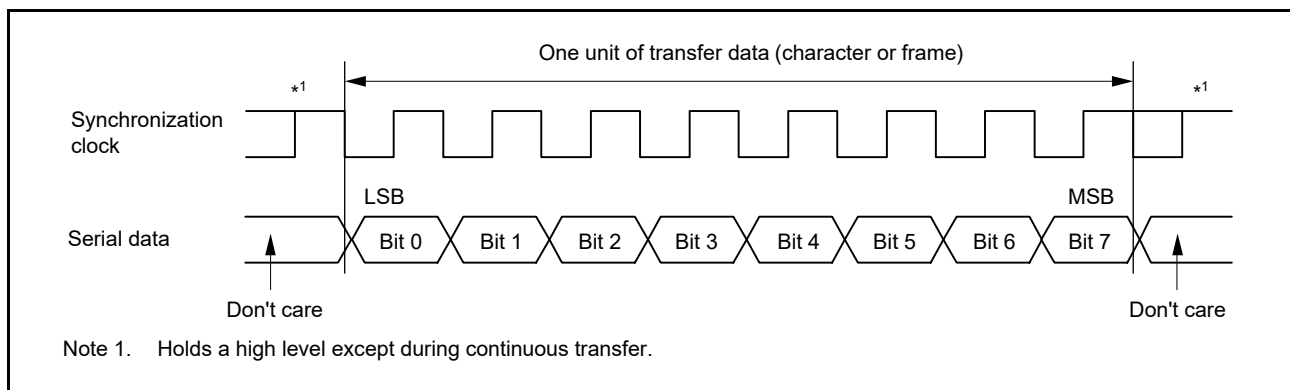 One unit of transfer data (character or frame)
*1 *1
Synchronization
clock
LSB MSB
Serial data Bit 0 Bit 1 Bit 2 Bit 3 Bit 4 Bit 5 Bit 6 Bit 7
Don't care Don't care
Note 1. Holds a high level except during continuous transfer.